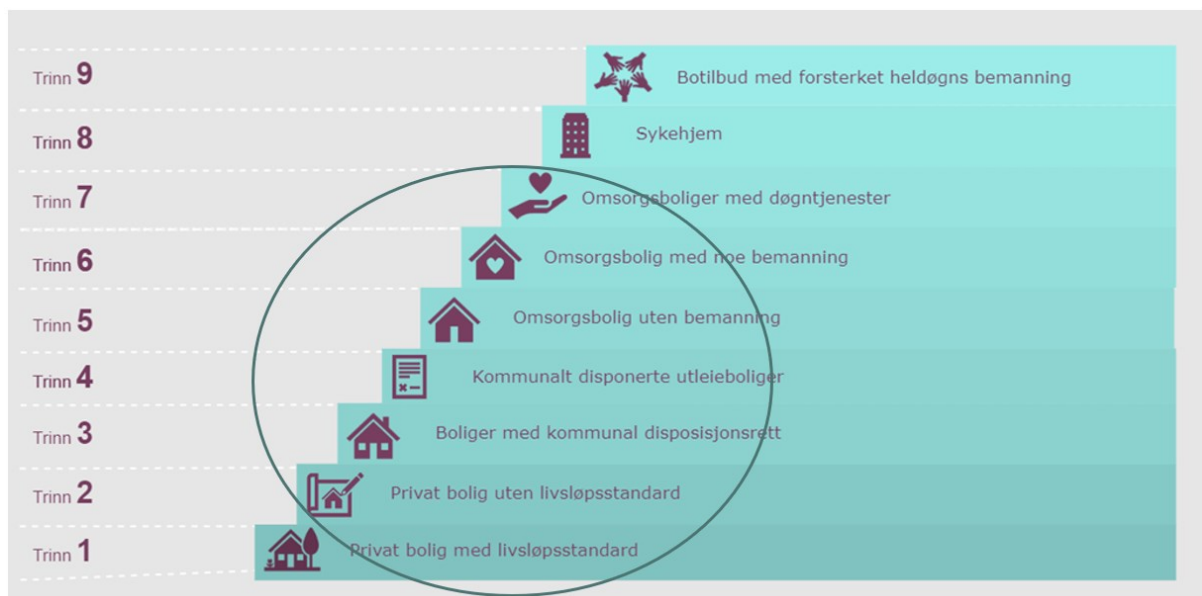 Trinn 9 Botilbud med forsterket heldøgns bemanning
Trinn 8 Sykehjem
Trinn 7 Omsorgsboliger med døgntjenester
Trinn 6 Omsorgsbolig med noe bemanning
Trinn 5 Omsorgsbolig uten bemanning
Trinn 4 Kommunalt disponerte utleieboliger
Trinn 3 Boliger med kommunal disposisjonsrett
Trinn 2 Privat bolig uten livsløpsstandard
Trinn 1 Privat bolig med livsløpsstandard